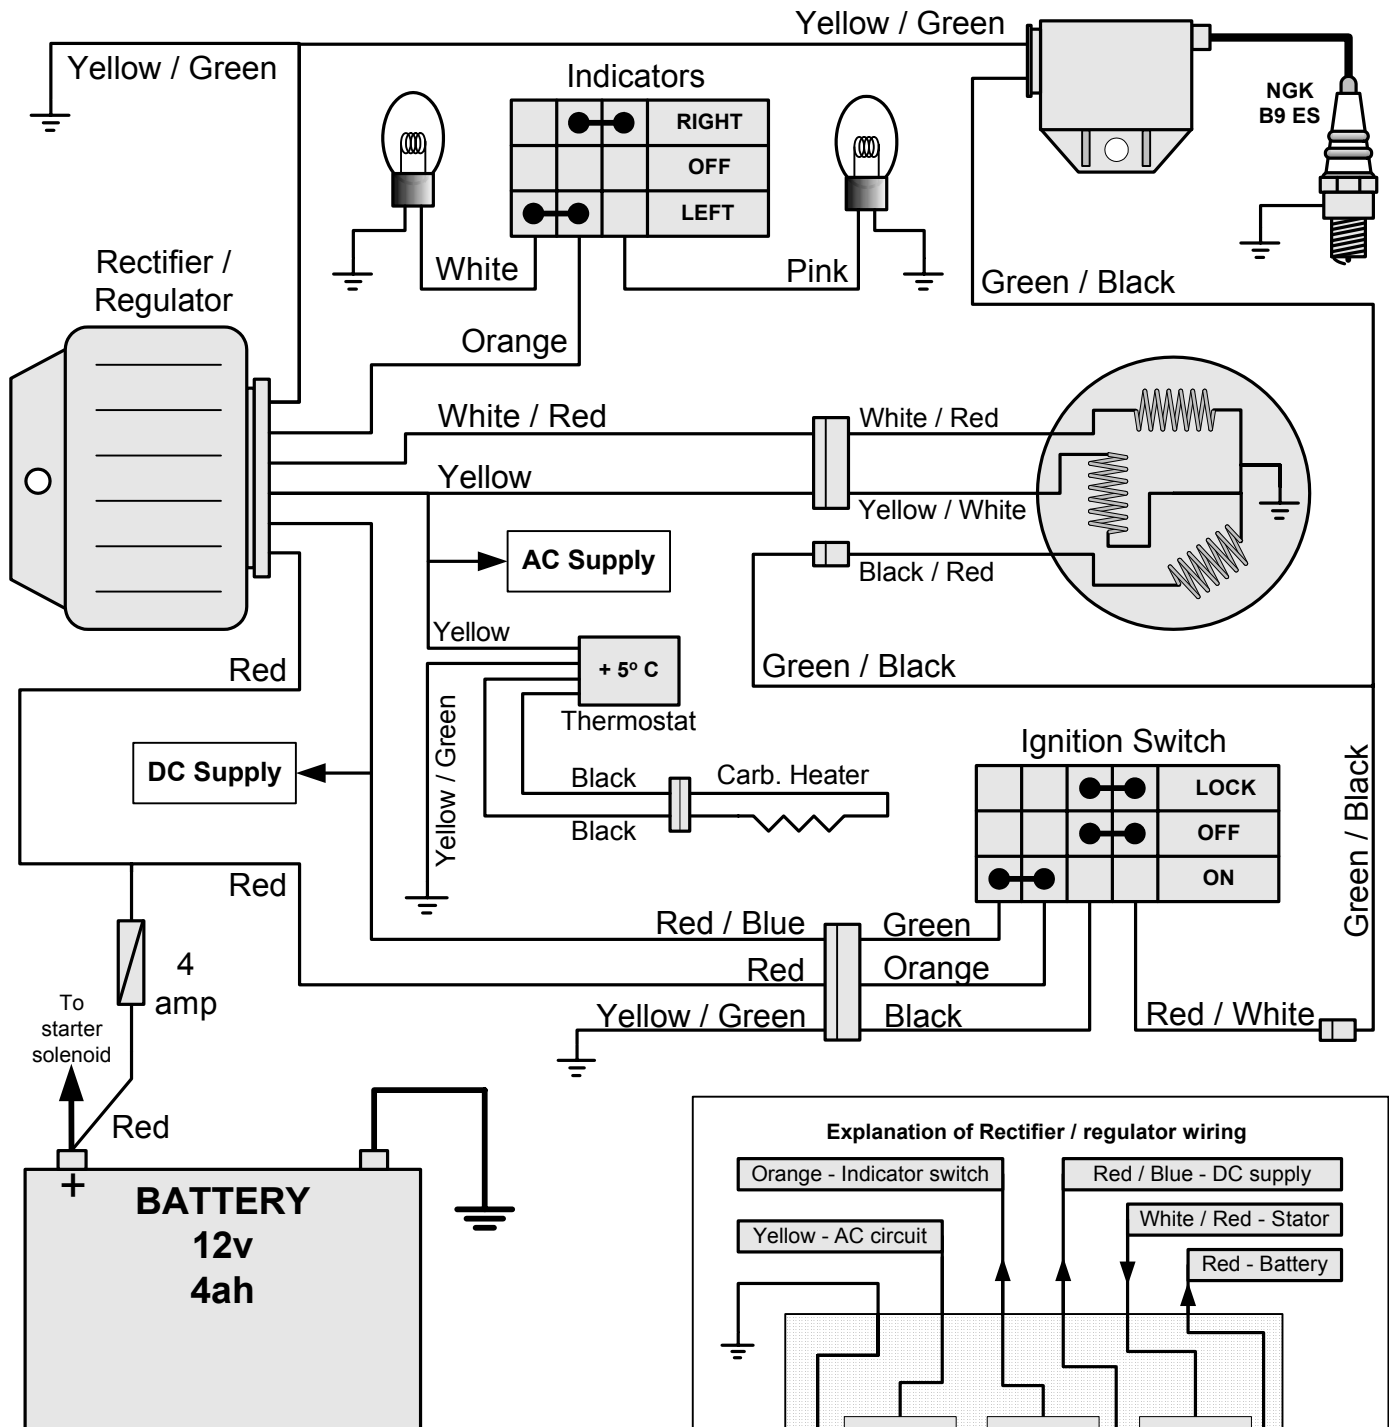 Yellow / Green
Yellow / Green
Indicators
RIGHT
OFF
LEFT
NGK
B9 ES
White
Pink
Green / Black
Rectifier /
Regulator
Orange
White / Red
White / Red
Yellow
Yellow / White
AC Supply
Black / Red
Yellow
+ 5º C
Thermostat
Green / Black
Red
Yellow / Green
DC Supply
Black
Carb. Heater
Black
Ignition Switch
LOCK
OFF
ON
Green / Black
Red
Red / Blue
Green
4
amp
Red
Orange
To
starter
solenoid
Yellow / Green
Black
Red / White
Red
+
BATTERY
12v
4ah
Explanation of Rectifier / regulator wiring
Orange - Indicator switch
Red / Blue - DC supply
Yellow - AC circuit
White / Red - Stator
Red - Battery